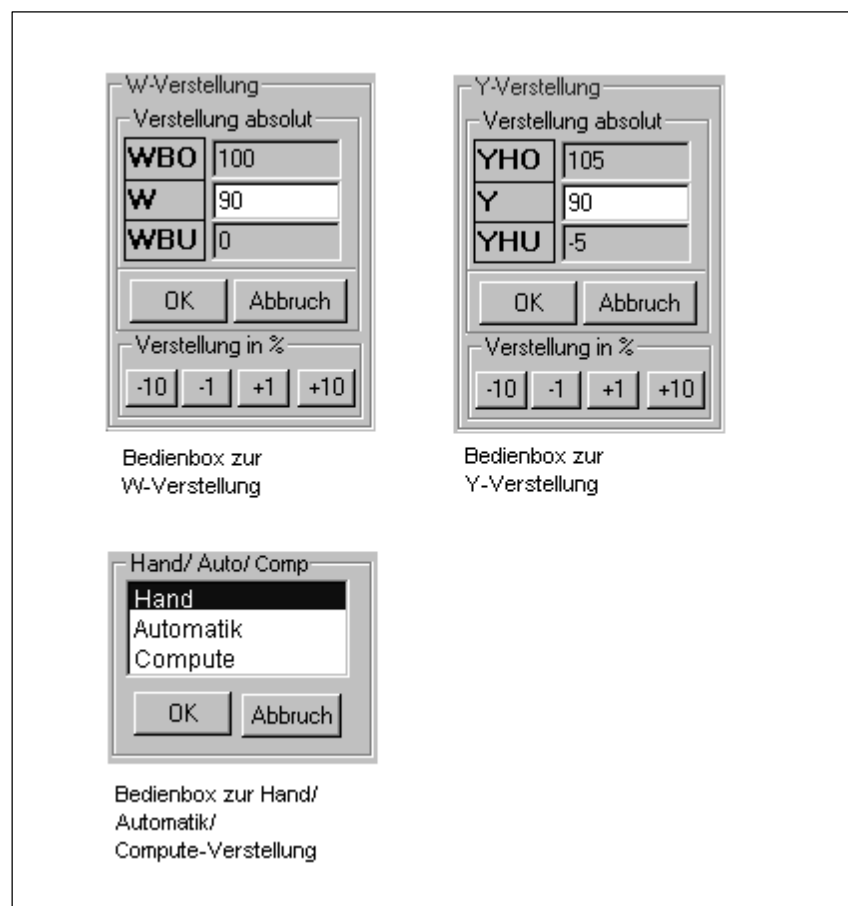 W-Verstellung
Verstellung absolut
WBO 100
W 90
WBU 0
OK Abbruch
Verstellung in %
-10 -1 +1 +10
Bedienbox zur
W-Verstellung
Y-Verstellung
Verstellung absolut
YHO 105
Y 90
YHU -5
OK Abbruch
Verstellung in %
-10 -1 +1 +10
Bedienbox zur
Y-Verstellung
Hand/ Auto/ Comp
Hand
Automatik
Compute
OK Abbruch
Bedienbox zur Hand/
Automatik/
Compute-Verstellung